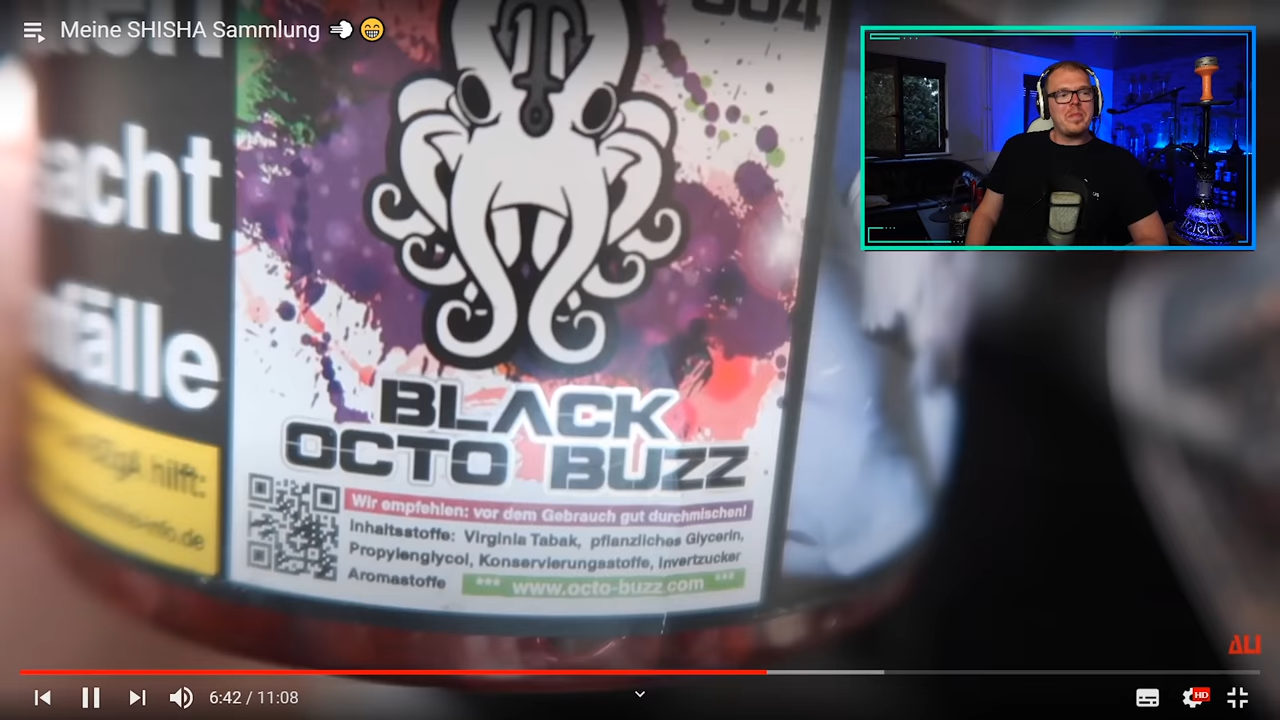 Meine SHISHA Sammlung 💨 😁
004
acht
fälle
hilft:
BLACK
OCTO BUZZ
Wir empfehlen: vor dem Gebrauch gut durchmischen!
Inhaltsstoffe: Virginia Tabak, pflanzliches Glycerin,
Propylenglycol, Konservierungsstoffe, Invertzucker
Aromastoffe
*** www.octo-buzz.com ***
ALI
6:42 / 11:08
HD